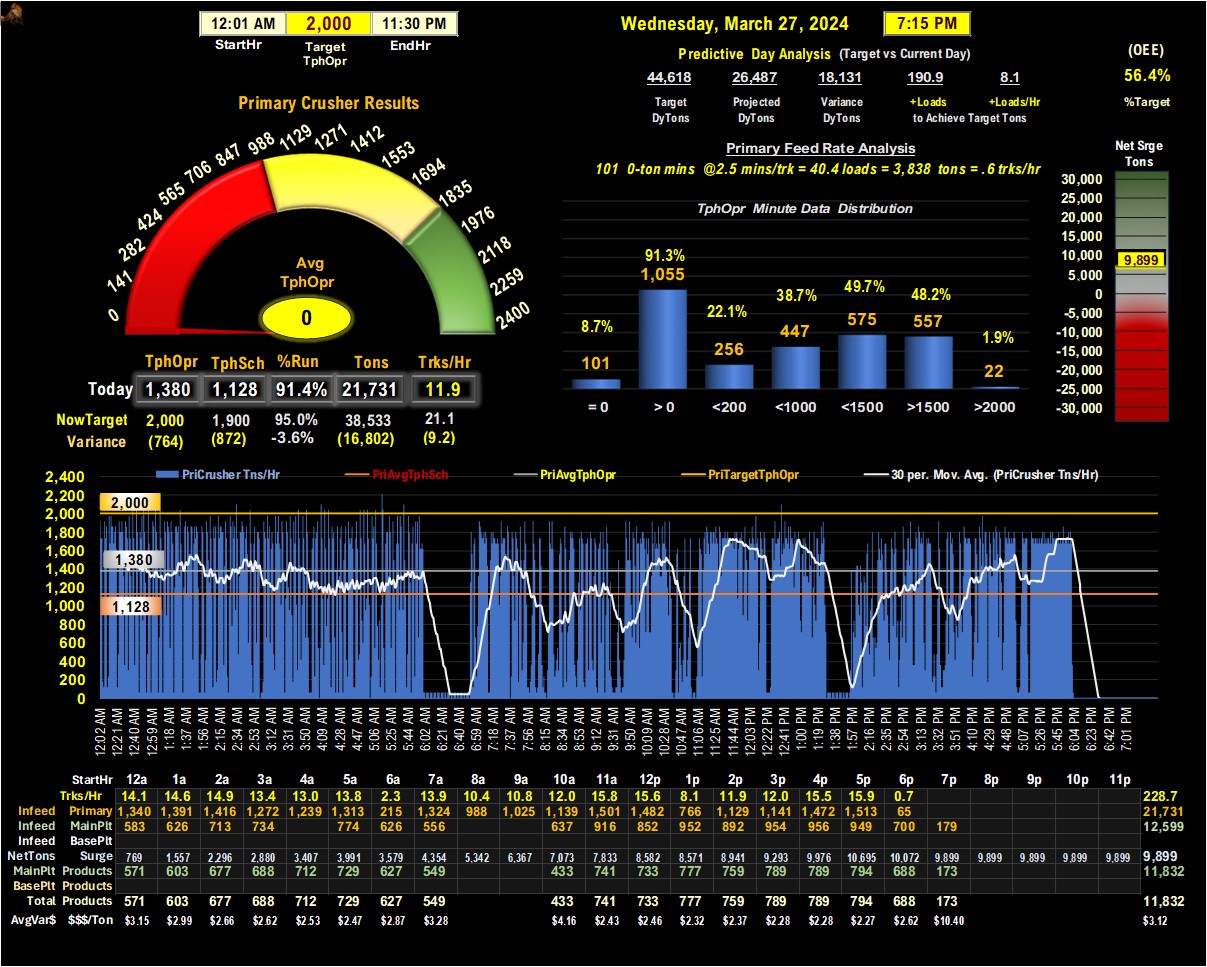 12:01 AM 2,000 11:30 PM
StartHr Target TphOpr EndHr
Wednesday, March 27, 2024 7:15 PM
Predictive Day Analysis (Target vs Current Day)
44,618 26,487 18,131 190.9 8.1
Target DyTons Projected DyTons Variance DyTons +Loads +Loads/Hr
to Achieve Target Tons
(OEE)
56.4%
%Target
Primary Crusher Results
0 141 282 424 565 706 847 988 1129 1271 1412 1553 1694 1835 1976 2118 2259 2400
Avg
TphOpr
0
TphOpr TphSch %Run Tons Trks/Hr
Today 1,380 1,128 91.4% 21,731 11.9
NowTarget 2,000 1,900 95.0% 38,533 21.1
Variance (764) (872) -3.6% (16,802) (9.2)
Primary Feed Rate Analysis
101 0-ton mins @2.5 mins/trk = 40.4 loads = 3,838 tons = .6 trks/hr
TphOpr Minute Data Distribution
8.7% 91.3% 22.1% 38.7% 49.7% 48.2% 1.9%
101 1,055 256 447 575 557 22
= 0 > 0 <200 <1000 <1500 >1500 >2000
Net Srge
Tons
30,000
25,000
20,000
15,000
10,000
9,899
5,000
0
-5,000
-10,000
-15,000
-20,000
-25,000
-30,000
PriCrusher Tns/Hr PriAvgTphSch PriAvgTphOpr PriTargetTphOpr 30 per. Mov. Avg. (PriCrusher Tns/Hr)
2,400
2,200
2,000
1,800
1,600
1,400
1,200
1,000
800
600
400
200
0
2,000
1,380
1,128
12:02 AM 12:21 AM 12:40 AM 12:59 AM 1:18 AM 1:37 AM 1:56 AM 2:15 AM 2:34 AM 2:53 AM 3:12 AM 3:31 AM 3:50 AM 4:09 AM 4:28 AM 4:47 AM 5:06 AM 5:25 AM 5:44 AM 6:02 AM 6:21 AM 6:40 AM 6:59 AM 7:18 AM 7:37 AM 7:56 AM 8:15 AM 8:34 AM 8:53 AM 9:12 AM 9:31 AM 9:50 AM 10:09 AM 10:28 AM 10:47 AM 11:06 AM 11:25 AM 11:44 AM 12:03 PM 12:22 PM 12:41 PM 1:00 PM 1:19 PM 1:38 PM 1:57 PM 2:16 PM 2:35 PM 2:54 PM 3:13 PM 3:32 PM 3:51 PM 4:10 PM 4:29 PM 4:48 PM 5:07 PM 5:26 PM 5:45 PM 6:04 PM 6:23 PM 6:42 PM 7:01 PM
StartHr 12a 1a 2a 3a 4a 5a 6a 7a 8a 9a 10a 11a 12p 1p 2p 3p 4p 5p 6p 7p 8p 9p 10p 11p
Trks/Hr 14.1 14.6 14.9 13.4 13.0 13.8 2.3 13.9 10.4 10.8 12.0 15.8 15.6 8.1 11.9 12.0 15.5 15.9 0.7 228.7
Infeed Primary 1,340 1,391 1,416 1,272 1,239 1,313 215 1,324 988 1,025 1,139 1,501 1,482 766 1,129 1,141 1,472 1,513 65 21,731
Infeed MainPlt 583 626 713 734 774 626 556 637 916 852 952 892 954 956 949 700 179 12,599
Infeed BasePlt
NetTons Surge 769 1,557 2,296 2,880 3,407 3,991 3,579 4,354 5,342 6,367 7,073 7,833 8,582 8,571 8,941 9,293 9,976 10,695 10,072 9,899 9,899 9,899 9,899 9,899 9,899
MainPlt Products 571 603 677 688 712 729 627 549 433 741 733 777 759 789 789 794 688 173 11,832
BasePlt Products
Total Products 571 603 677 688 712 729 627 549 433 741 733 777 759 789 789 794 688 173 11,832
AvgVar$ $$$/Ton $3.15 $2.99 $2.66 $2.62 $2.53 $2.47 $2.87 $3.28 $4.16 $2.43 $2.46 $2.32 $2.37 $2.28 $2.28 $2.27 $2.62 $10.40 $3.12